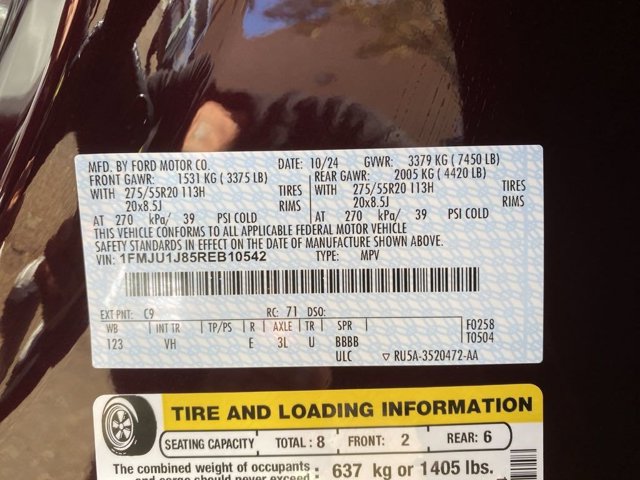 MFD. BY FORD MOTOR CO. DATE: 10/24 GVWR: 3379 KG (7450 LB)
FRONT GAWR: 1531 KG (3375 LB) REAR GAWR: 2005 KG (4420 LB)
WITH 275/55R20 113H TIRES WITH 275/55R20 113H TIRES
20x8.5J RIMS 20x8.5J RIMS
AT 270 kPa/ 39 PSI COLD AT 270 kPa/ 39 PSI COLD
THIS VEHICLE CONFORMS TO ALL APPLICABLE FEDERAL MOTOR VEHICLE
SAFETY STANDARDS IN EFFECT ON DATE OF MANUFACTURE SHOWN ABOVE.
VIN: 1FMJU1J85REB10542 TYPE: MPV
EXT PNT: C9 RC: 71 DSO:
WB INT TR TP/PS R AXLE TR SPR F0258
123 VH E 3L U BBBB T0504
ULC RU5A-3520472-AA
TIRE AND LOADING INFORMATION
SEATING CAPACITY TOTAL: 8 FRONT: 2 REAR: 6
The combined weight of occupants : 637 kg or 1405 lbs.
and cargo should never exceed